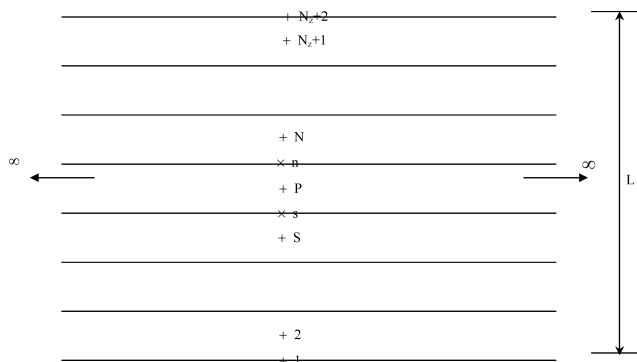 + N_z+2
+ N_z+1
+ N
× n
∞ ∞
+ P
L
× s
+ S
+ 2
+ 1